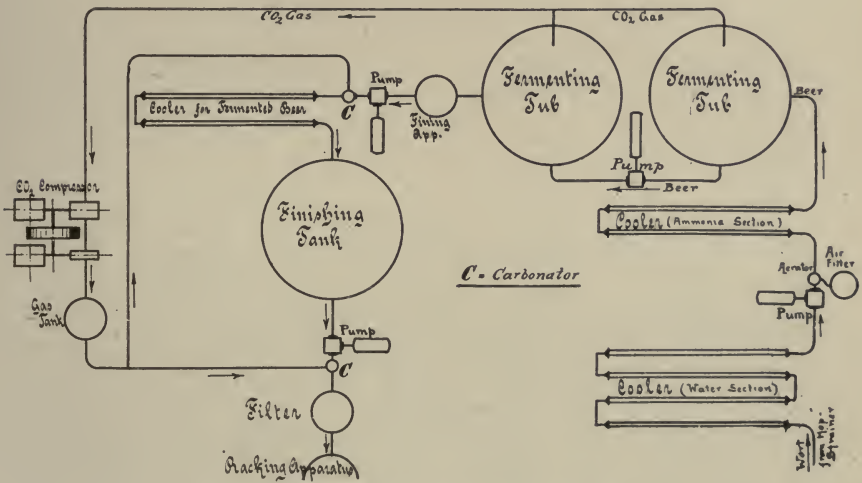 CO2 Gas
CO2 Gas
Fermenting
Tub
Fermenting
Tub
Pump
Cooler for Fermented Beer
C
Fining
App.
Beer
Pump
Beer
CO2 Compressor
Finishing
Tank
Cooler (Ammonia Section)
C = Carbonator
Air
Filter
Aerator
Gas
Tank
Pump
Pump
C
Cooler (Water Section)
Filter
Racking Apparatus
Wort
from Hop-